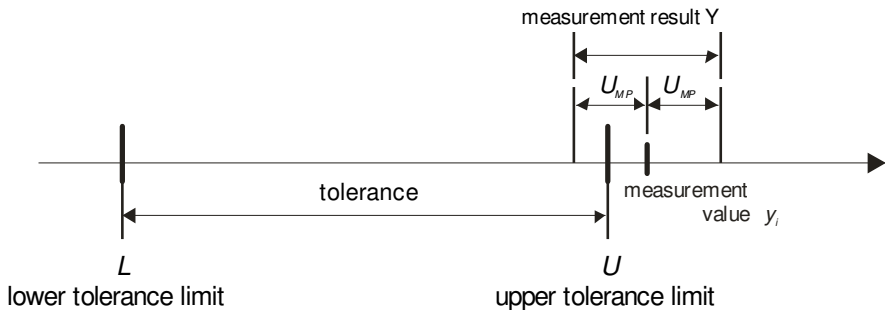 measurement result Y
U_MP U_MP
tolerance
measurement
value y_i
L
lower tolerance limit
U
upper tolerance limit